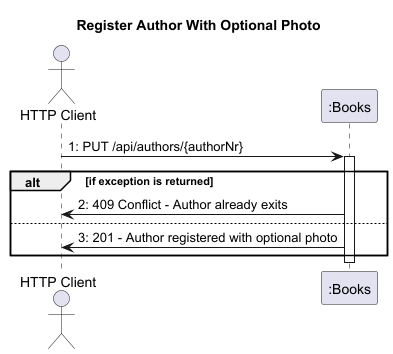 Register Author With Optional Photo
HTTP Client
:Books
1: PUT /api/authors/{authorNr}
alt [if exception is returned]
2: 409 Conflict - Author already exits
3: 201 - Author registered with optional photo
HTTP Client
:Books